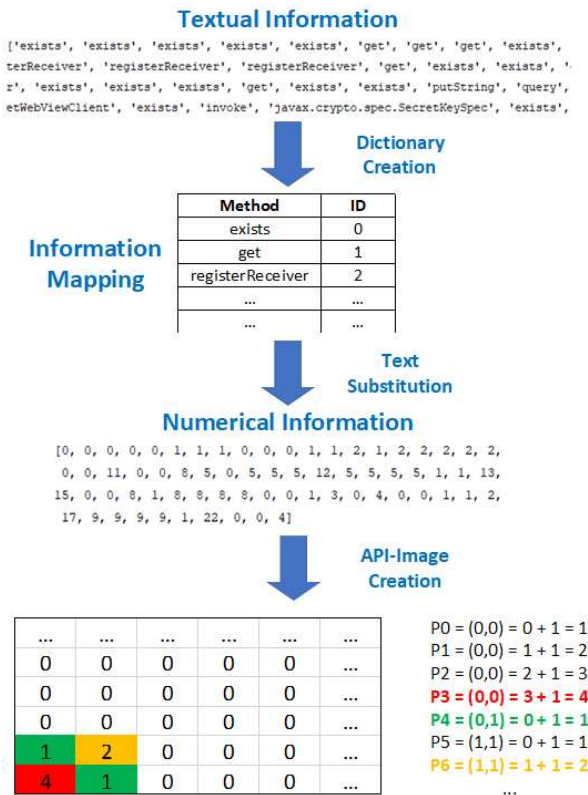 Textual Information
['exists', 'exists', 'exists', 'exists', 'exists', 'get', 'get', 'get', 'exists',
terReceiver', 'registerReceiver', 'registerReceiver', 'get', 'exists', 'exists', '
r', 'exists', 'exists', 'exists', 'get', 'exists', 'exists', 'putString', 'query',
etWebViewClient', 'exists', 'invoke', 'javax.crypto.spec.SecretKeySpec', 'exists',
Dictionary
Creation
Information
Mapping
Method ID
exists 0
get 1
registerReceiver 2
... ...
... ...
Text
Substitution
Numerical Information
[0, 0, 0, 0, 0, 1, 1, 1, 0, 0, 0, 1, 1, 2, 1, 2, 2, 2, 2, 2,
0, 0, 11, 0, 0, 8, 5, 0, 5, 5, 5, 12, 5, 5, 5, 5, 1, 1, 13,
15, 0, 0, 8, 1, 8, 8, 8, 8, 0, 0, 1, 3, 0, 4, 0, 0, 1, 1, 2,
17, 9, 9, 9, 9, 1, 22, 0, 0, 4]
API-Image
Creation
... ... ... ... ... ...
0 0 0 0 0 ...
0 0 0 0 0 ...
0 0 0 0 0 ...
1 2 0 0 0 ...
4 1 0 0 0 ...
P0 = (0,0) = 0 + 1 = 1
P1 = (0,0) = 1 + 1 = 2
P2 = (0,0) = 2 + 1 = 3
P3 = (0,0) = 3 + 1 = 4
P4 = (0,1) = 0 + 1 = 1
P5 = (1,1) = 0 + 1 = 1
P6 = (1,1) = 1 + 1 = 2
...